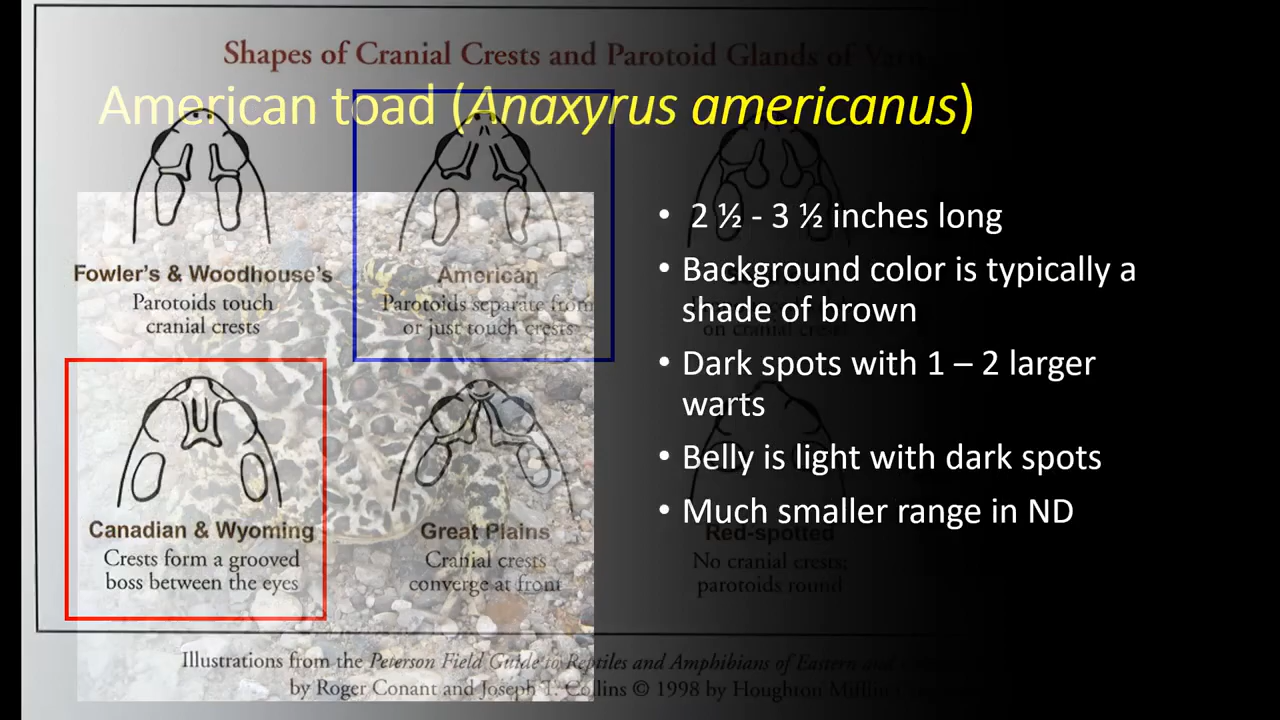 Shapes of Cranial Crests and Parotoid Glands of
American toad (Anaxyrus americanus)
Fowler's & Woodhouse's
Parotoids touch
cranial crests
American
Parotoids separate from
or just touch crests
on cranial crest
Canadian & Wyoming
Crests form a grooved
boss between the eyes
Great Plains
Cranial crests
converge at front
Red-spotted
No cranial crests;
parotoids round
• 2 ½ - 3 ½ inches long
• Background color is typically a
shade of brown
• Dark spots with 1 – 2 larger
warts
• Belly is light with dark spots
• Much smaller range in ND
Illustrations from the Peterson Field Guide to Reptiles and Amphibians of Eastern and
by Roger Conant and Joseph T. Collins © 1998 by Houghton Mifflin